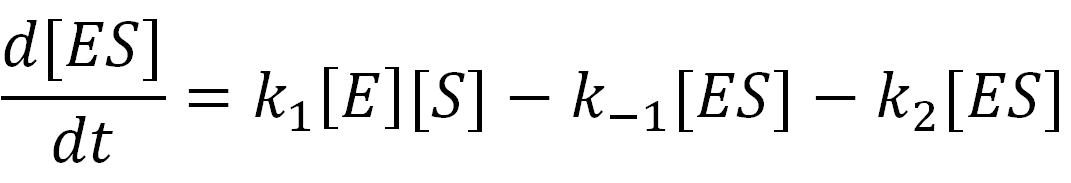 d[ES]/dt = k₁[E][S] − k₋₁[ES] − k₂[ES]